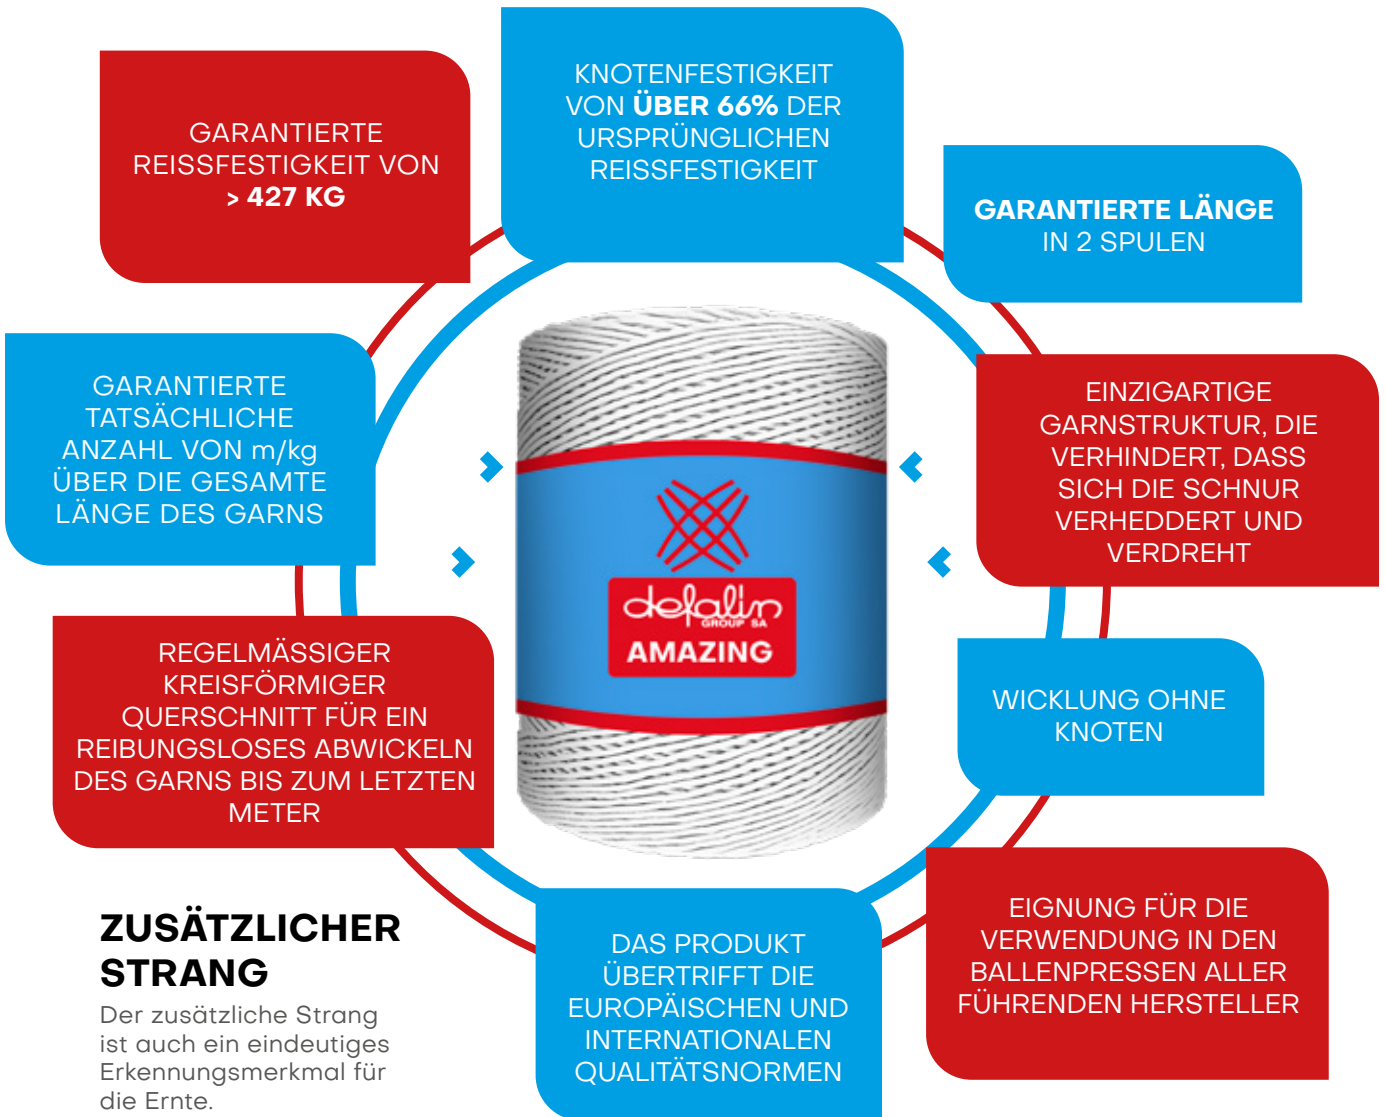 GARANTIERTE
REISSFESTIGKEIT VON
> 427 KG
KNOTENFESTIGKEIT
VON ÜBER 66% DER
URSPRÜNGLICHEN
REISSFESTIGKEIT
GARANTIERTE LÄNGE
IN 2 SPULEN
GARANTIERTE
TATSÄCHLICHE
ANZAHL VON m/kg
ÜBER DIE GESAMTE
LÄNGE DES GARNS
EINZIGARTIGE
GARNSTRUKTUR, DIE
VERHINDERT, DASS
SICH DIE SCHNUR
VERHEDDERT UND
VERDREHT
defalin
GROUP SA
AMAZING
REGELMÄSSIGER
KREISFÖRMIGER
QUERSCHNITT FÜR EIN
REIBUNGSLOSES ABWICKELN
DES GARNS BIS ZUM LETZTEN
METER
WICKLUNG OHNE
KNOTEN
ZUSÄTZLICHER
STRANG
Der zusätzliche Strang
ist auch ein eindeutiges
Erkennungsmerkmal für
die Ernte.
DAS PRODUKT
ÜBERTRIFFT DIE
EUROPÄISCHEN UND
INTERNATIONALEN
QUALITÄTSNORMEN
EIGNUNG FÜR DIE
VERWENDUNG IN DEN
BALLENPRESSEN ALLER
FÜHRENDEN HERSTELLER